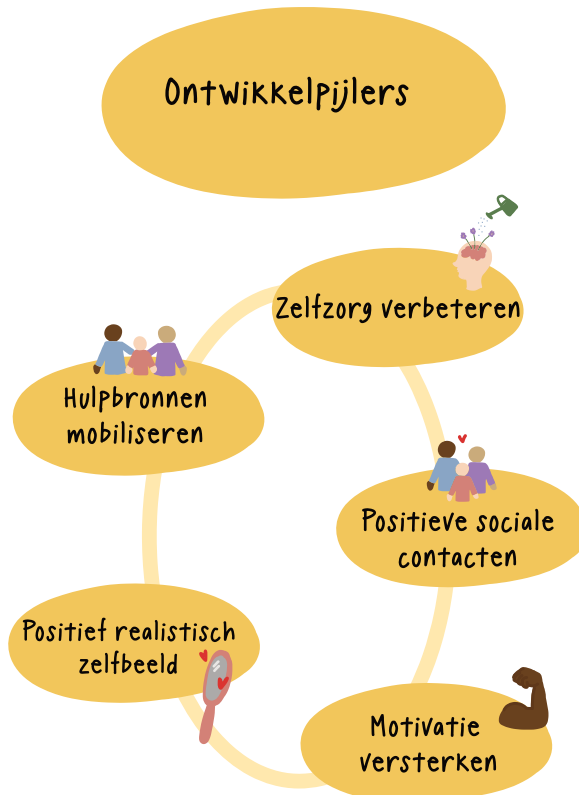 Ontwikkelpijlers
Zelfzorg verbeteren
Hulpbronnen
mobiliseren
Positieve sociale
contacten
Positief realistisch
zelfbeeld
Motivatie
versterken